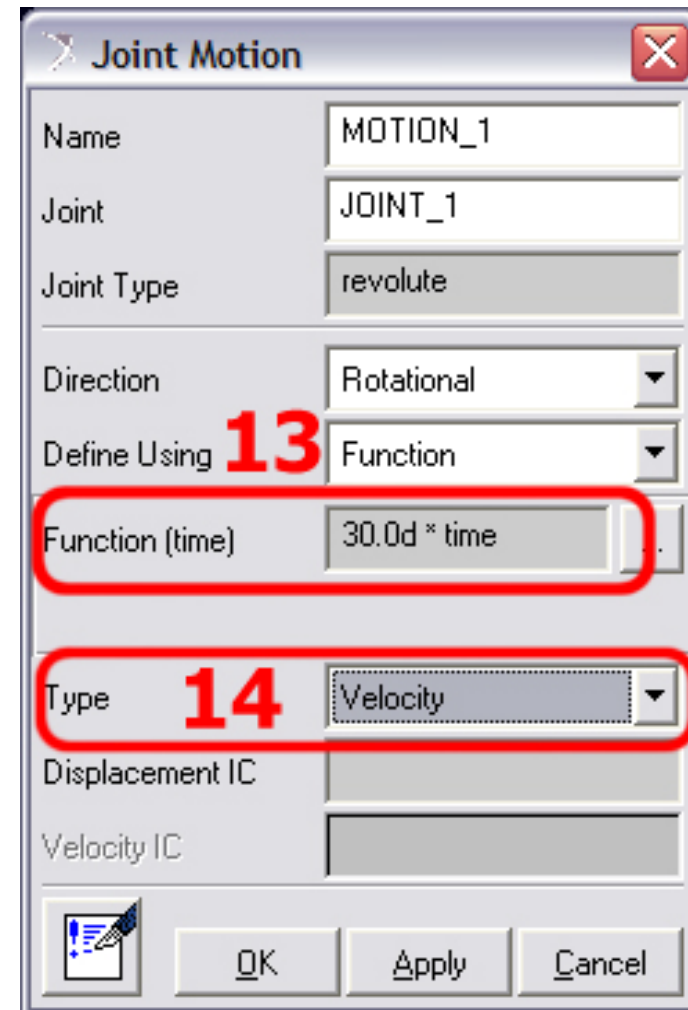 Joint Motion
Name MOTION_1
Joint JOINT_1
Joint Type revolute
Direction Rotational
Define Using 13 Function
Function (time) 30.0d * time ...
Type 14 Velocity
Displacement IC
Velocity IC
OK Apply Cancel